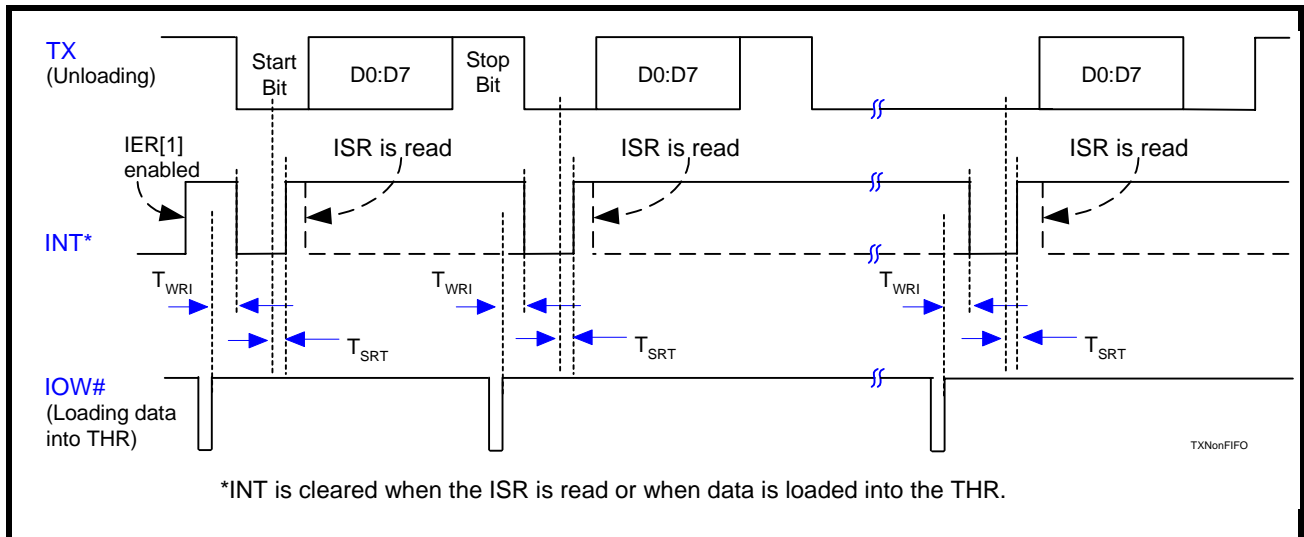 TX
(Unloading)
Start
Bit
D0:D7
Stop
Bit
D0:D7
D0:D7
IER[1]
enabled
ISR is read
ISR is read
ISR is read
INT*
TWRI
TWRI
TWRI
TSRT
TSRT
TSRT
IOW#
(Loading data
into THR)
TXNonFIFO
*INT is cleared when the ISR is read or when data is loaded into the THR.